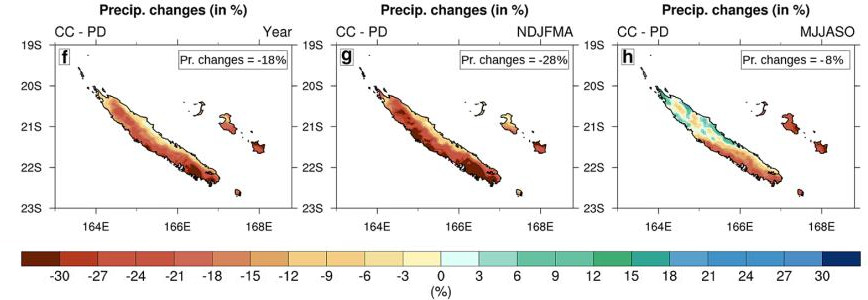 Precip. changes (in %) Precip. changes (in %) Precip. changes (in %)
CC - PD Year CC - PD NDJFMA CC - PD MJJASO
19S 19S 19S
f Pr. changes = -18% g Pr. changes = -28% h Pr. changes = -8%
20S 20S 20S
21S 21S 21S
22S 22S 22S
23S 23S 23S
164E 166E 168E 164E 166E 168E 164E 166E 168E
-30 -27 -24 -21 -18 -15 -12 -9 -6 -3 0 3 6 9 12 15 18 21 24 27 30
(%)